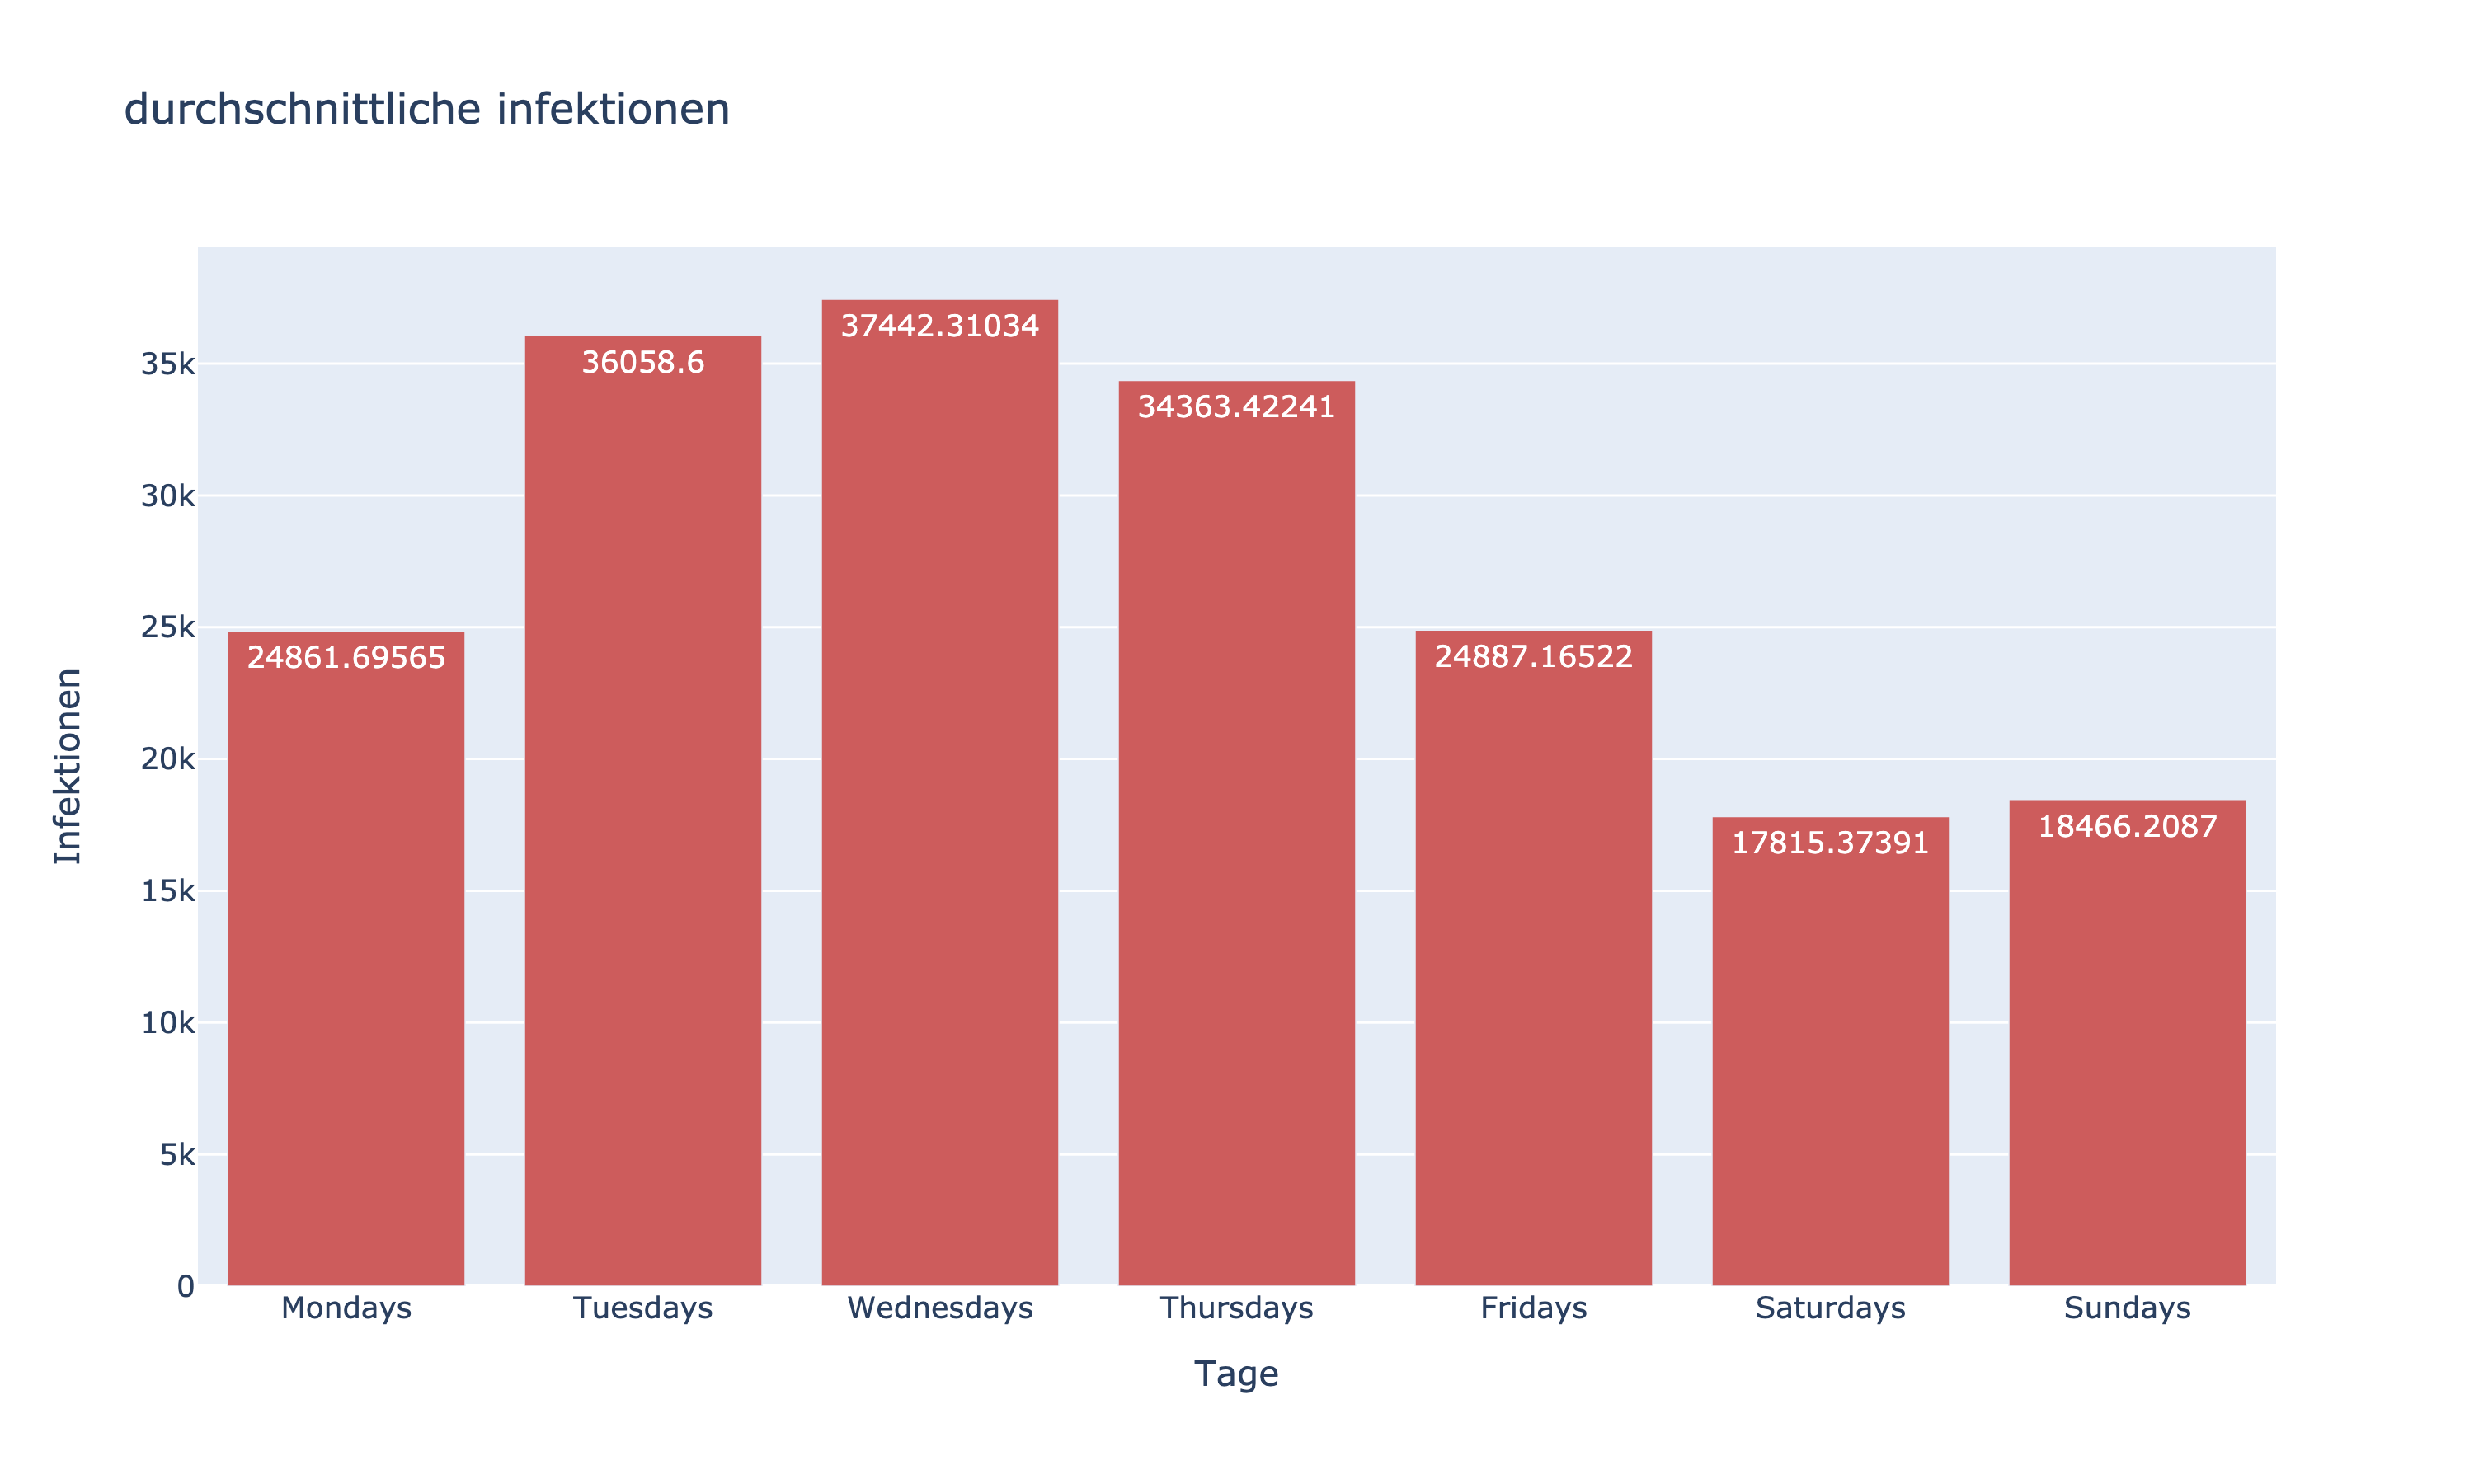 durchschnittliche infektionen
Infektionen
35k
30k
25k
20k
15k
10k
5k
0
24861.69565
36058.6
37442.31034
34363.42241
24887.16522
17815.37391
18466.2087
Mondays
Tuesdays
Wednesdays
Thursdays
Fridays
Saturdays
Sundays
Tage